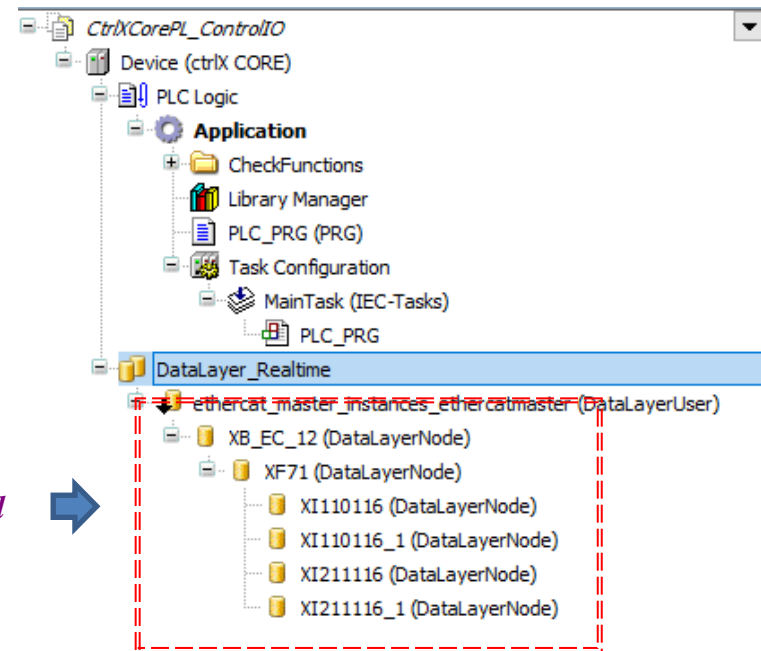 CtrlXCorePL_ControlIO
Device (ctrlX CORE)
PLC Logic
Application
CheckFunctions
Library Manager
PLC_PRG (PRG)
Task Configuration
MainTask (IEC-Tasks)
PLC_PRG
DataLayer_Realtime
ethercat_master_instances_ethercatmaster (DataLayerUser)
XB_EC_12 (DataLayerNode)
XF71 (DataLayerNode)
XI110116 (DataLayerNode)
XI110116_1 (DataLayerNode)
XI211116 (DataLayerNode)
XI211116_1 (DataLayerNode)